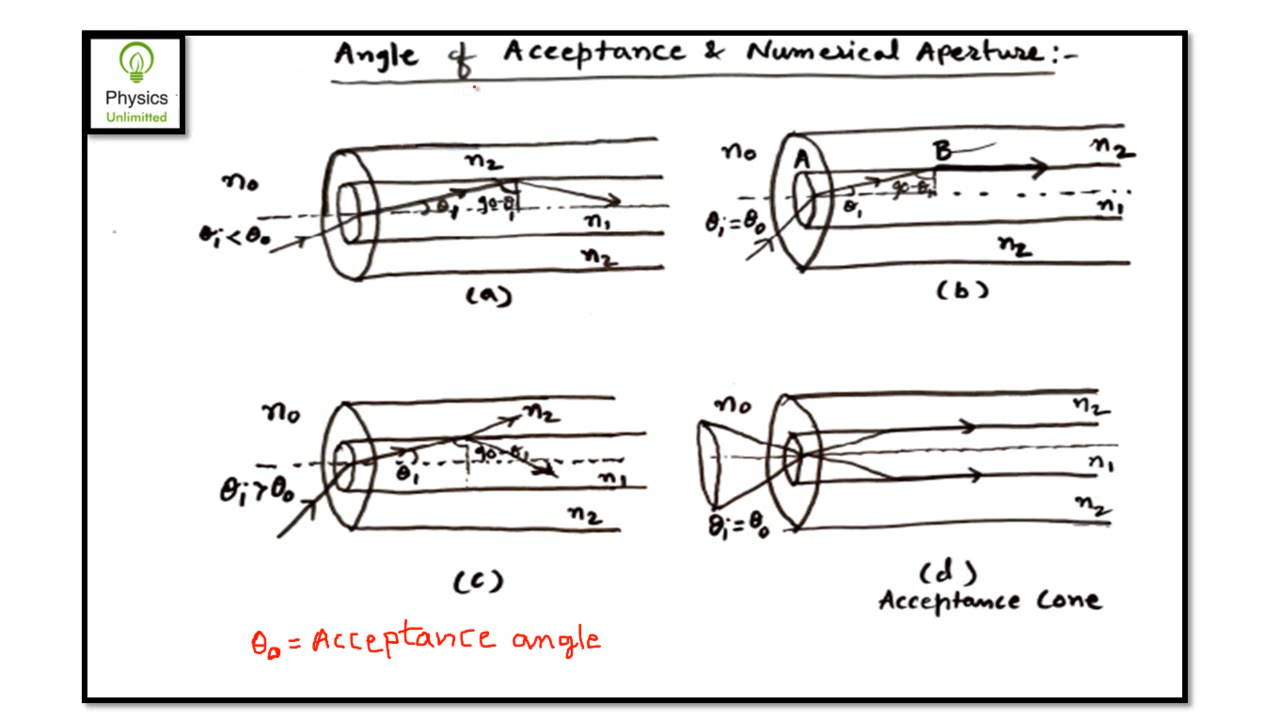 Physics
Unlimitted
Angle of Acceptance & Numerical Aperture:-
n₀
n₂
θᵢ < θ₀
θ₁
90-θ₁
n₁
n₂
(a)
n₀
A
B
n₂
θᵢ = θ₀
θ₁
90-θ₁
n₁
n₂
(b)
n₀
n₂
θᵢ > θ₀
θ₁
90-θ₁
n₁
n₂
(c)
n₀
n₂
n₁
n₂
θᵢ = θ₀
(d)
Acceptance Cone
θ₀ = Acceptance angle